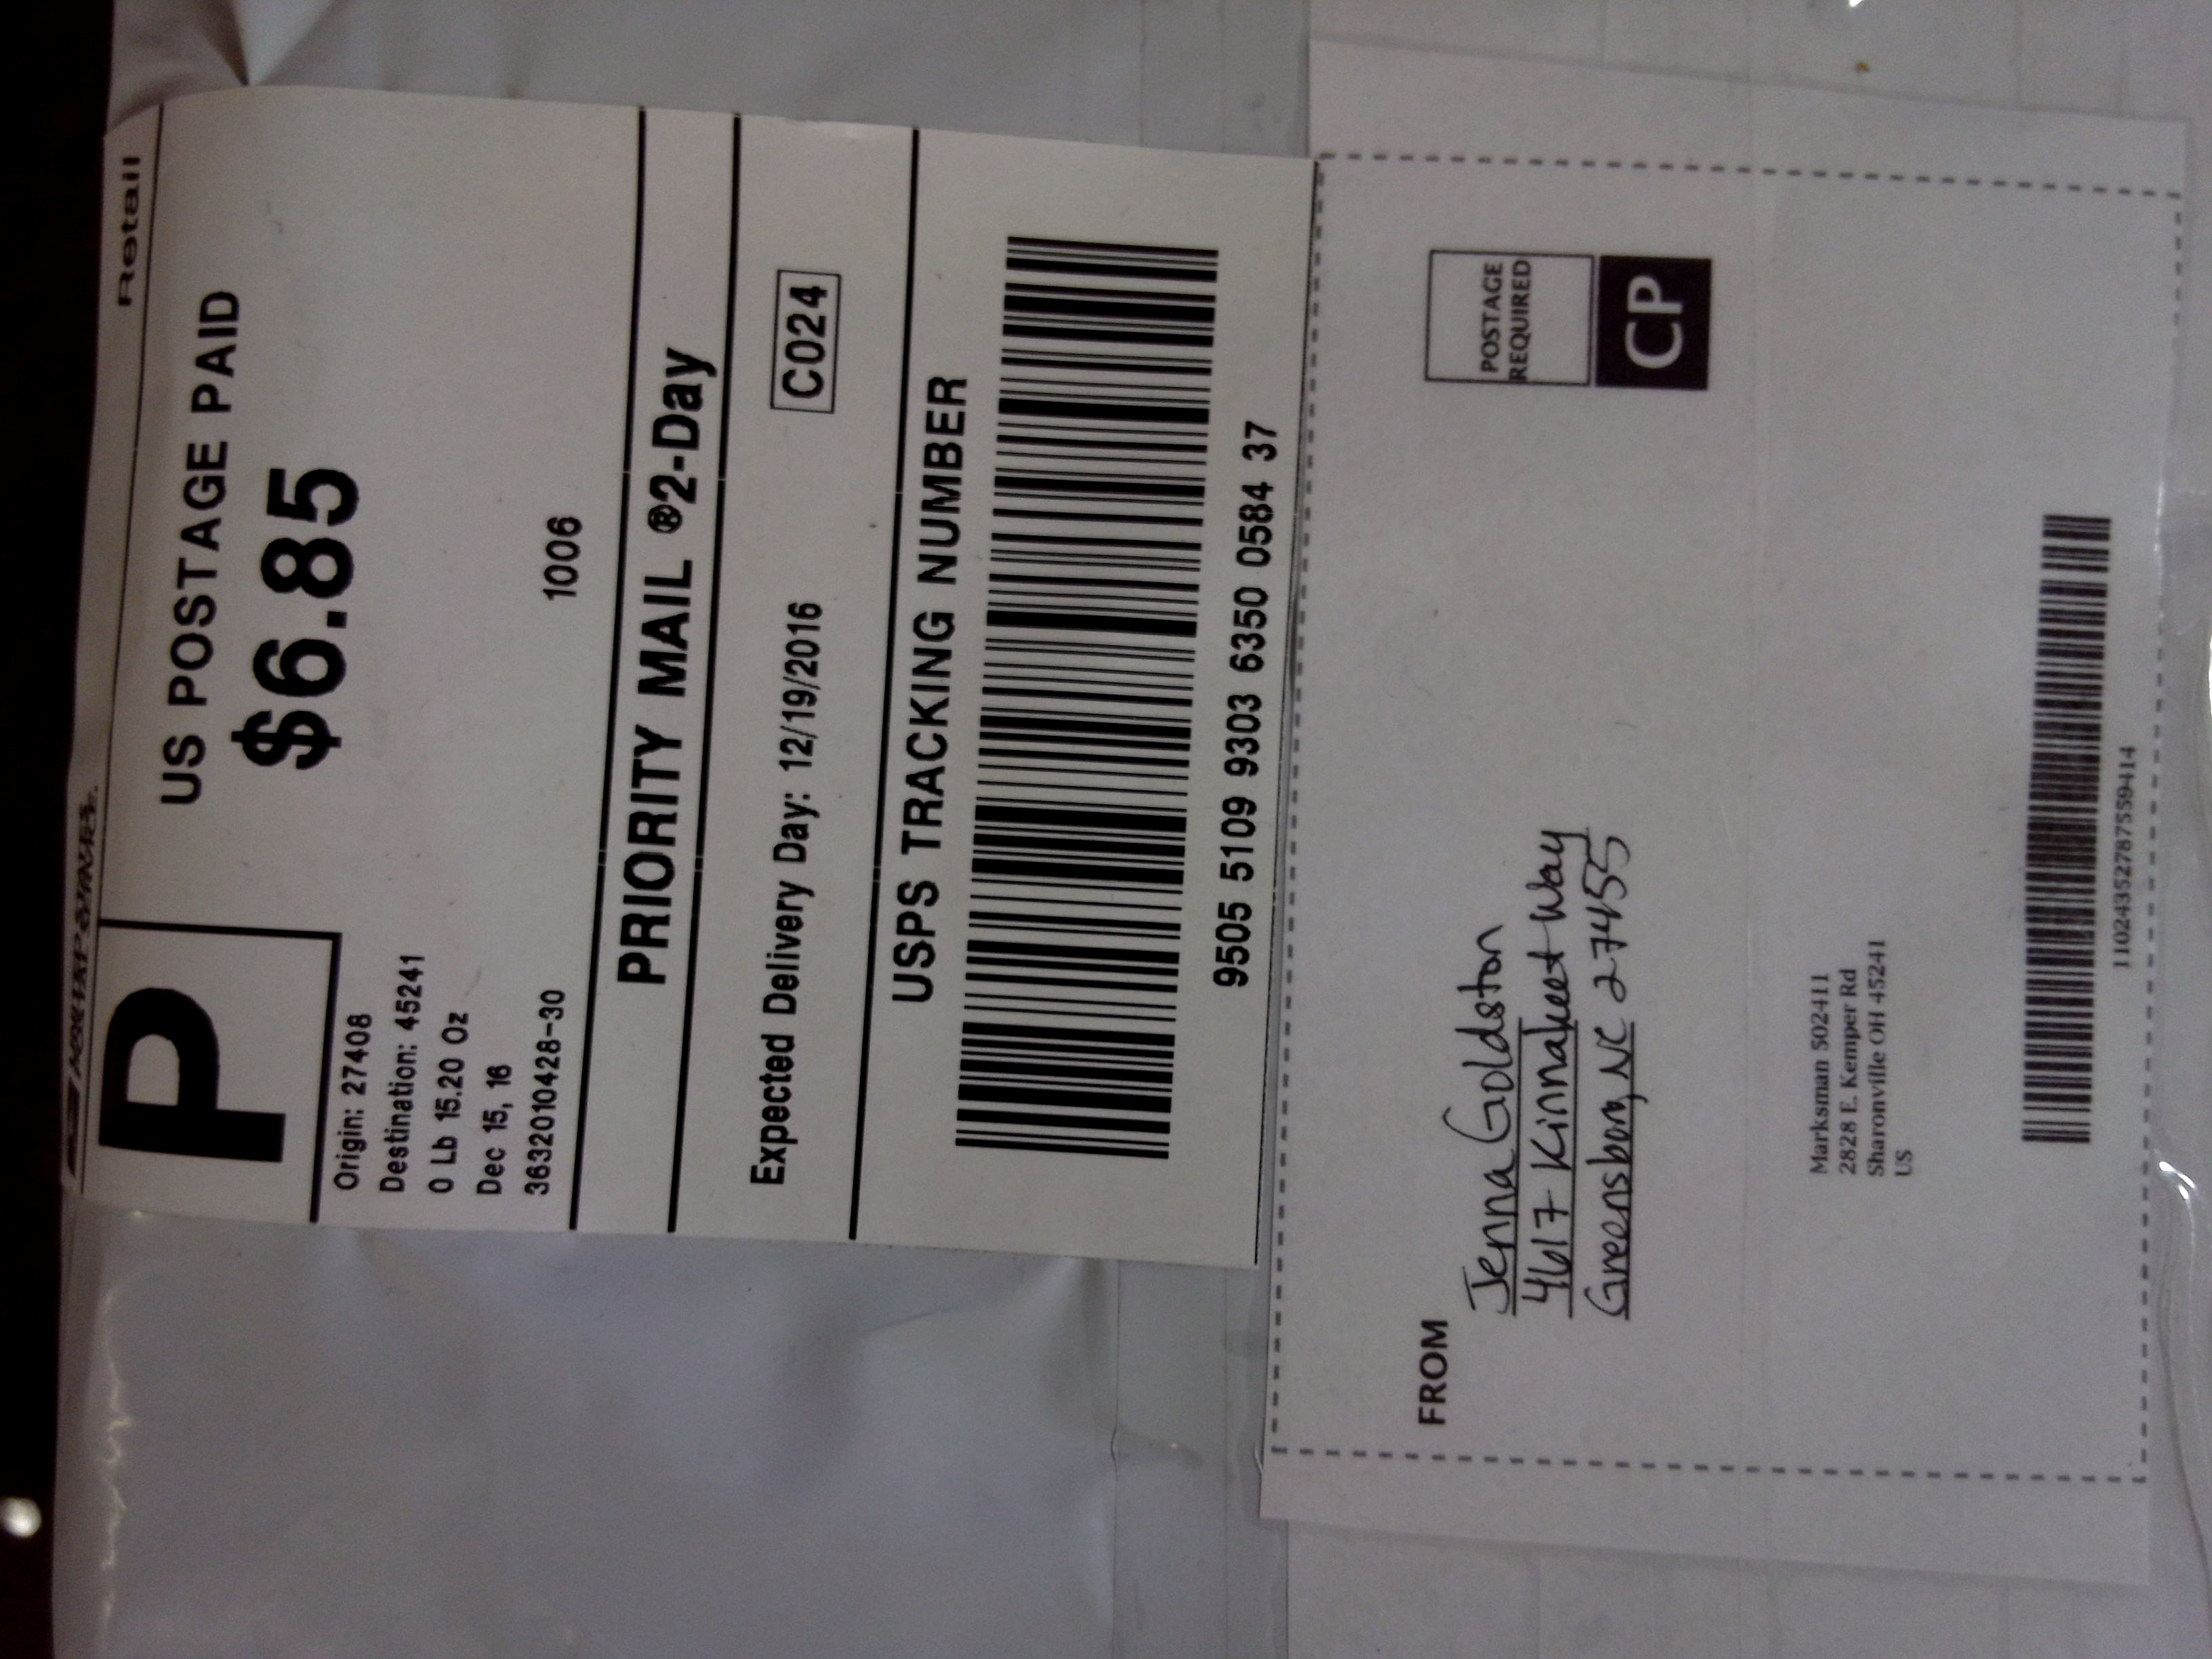 Retail
P
US POSTAGE PAID
$6.85
Origin: 27408
Destination: 45241
0 Lb 15.20 Oz
Dec 15, 16
3632010428-30
1006
PRIORITY MAIL ®2-Day
Expected Delivery Day: 12/19/2016
C024
USPS TRACKING NUMBER
9505 5109 9303 6350 0584 37
FROM
Jenna Goldston
4617 Kinnakeet Way
Greensboro, NC 27455
POSTAGE
REQUIRED
CP
Marksman 502411
2828 E. Kemper Rd
Sharonville OH 45241
US
11024352787559414